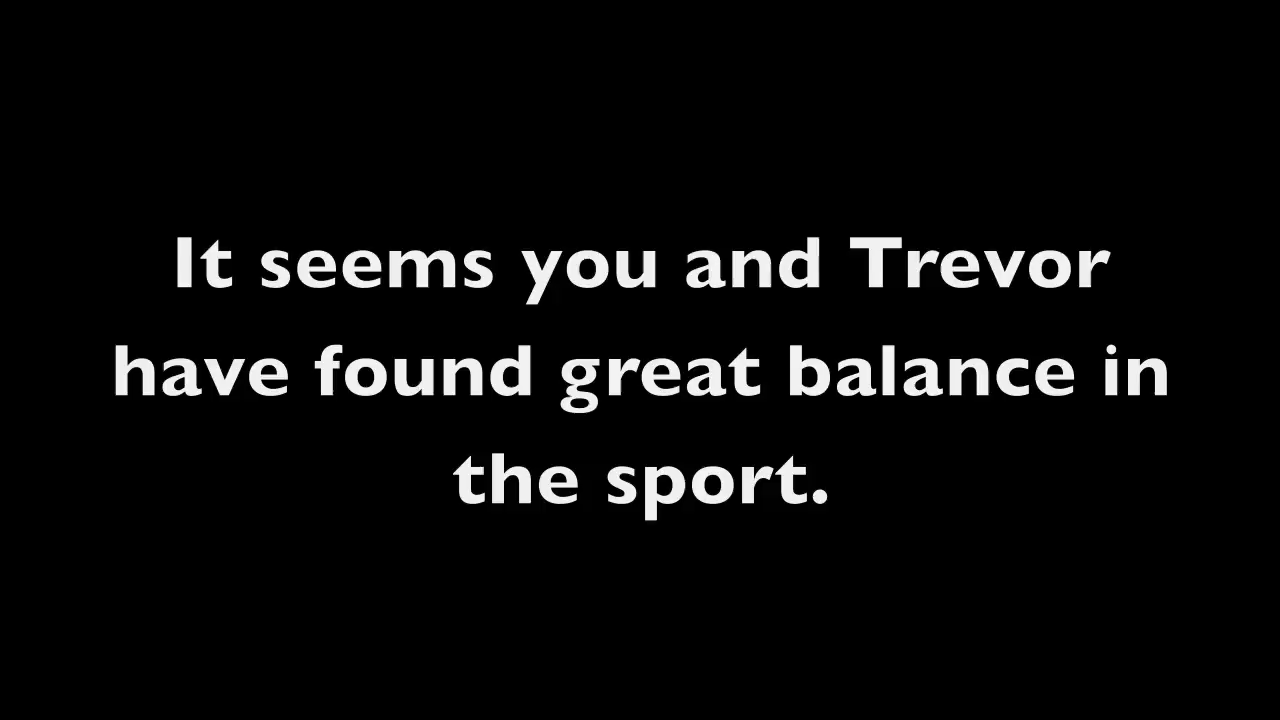 It seems you and Trevor
have found great balance in
the sport.